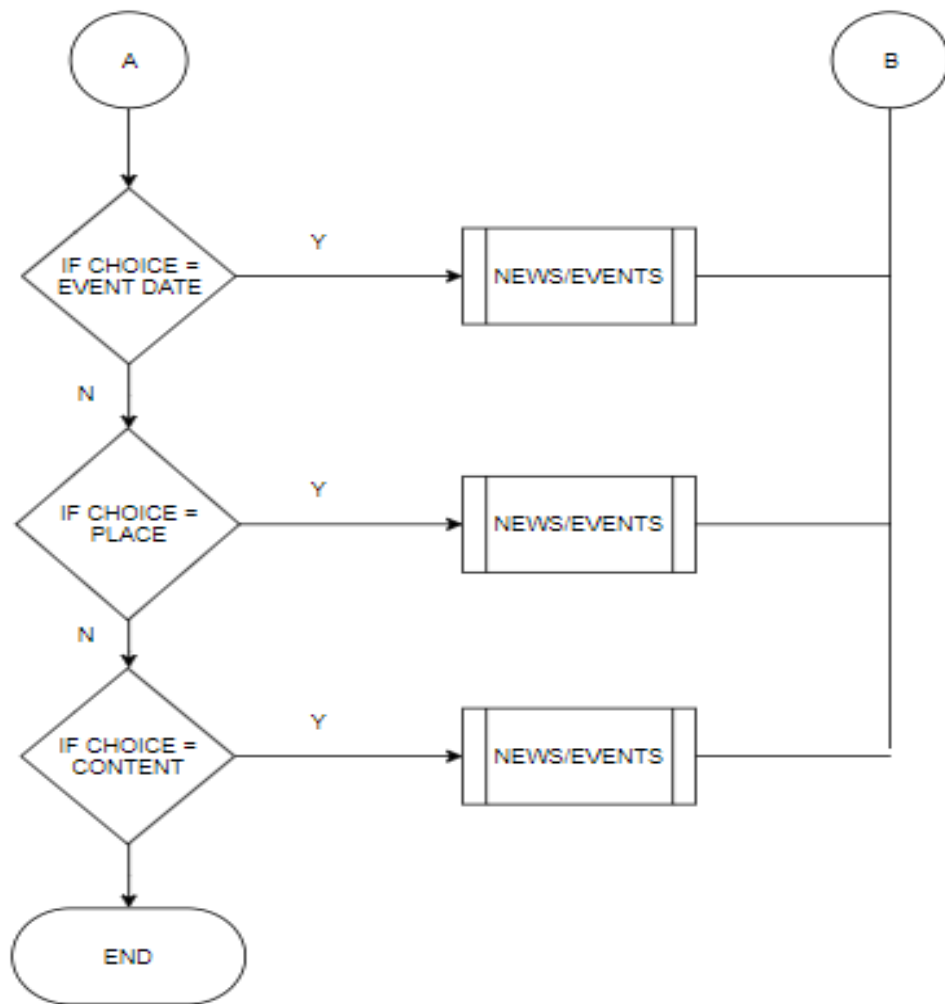 A
B
IF CHOICE =
EVENT DATE
Y
NEWS/EVENTS
N
IF CHOICE =
PLACE
Y
NEWS/EVENTS
N
IF CHOICE =
CONTENT
Y
NEWS/EVENTS
END